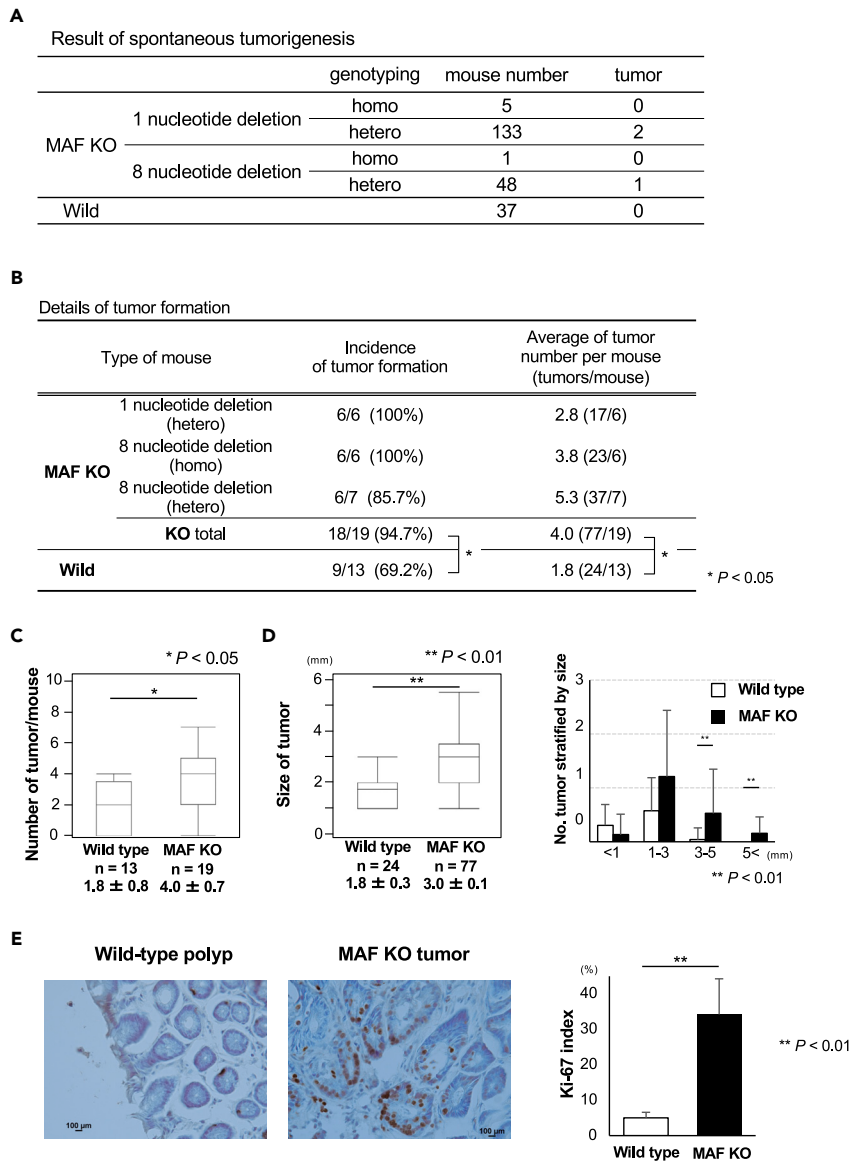 A
Result of spontaneous tumorigenesis
genotyping mouse number tumor
MAF KO
1 nucleotide deletion
homo 5 0
hetero 133 2
8 nucleotide deletion
homo 1 0
hetero 48 1
Wild 37 0
B
Details of tumor formation
Type of mouse
Incidence
of tumor formation
Average of tumor
number per mouse
(tumors/mouse)
MAF KO
1 nucleotide deletion
(hetero)
6/6 (100%) 2.8 (17/6)
8 nucleotide deletion
(homo)
6/6 (100%) 3.8 (23/6)
8 nucleotide deletion
(hetero)
6/7 (85.7%) 5.3 (37/7)
KO total 18/19 (94.7%) 4.0 (77/19)
* *
Wild 9/13 (69.2%) 1.8 (24/13)
* P < 0.05
C
* P < 0.05
Number of tumor/mouse
10
8
6
4
2
0
*
Wild type MAF KO
n = 13 n = 19
1.8 ± 0.8 4.0 ± 0.7
D
(mm)
** P < 0.01
Size of tumor
6
4
2
0
**
Wild type MAF KO
n = 24 n = 77
1.8 ± 0.3 3.0 ± 0.1
No. tumor stratified by size
3
2
1
0
Wild type
MAF KO
** **
<1 1-3 3-5 5< (mm)
** P < 0.01
E
Wild-type polyp
100 μm
MAF KO tumor
100 μm
(%)
Ki-67 index
40
30
20
10
0
**
Wild type MAF KO
** P < 0.01